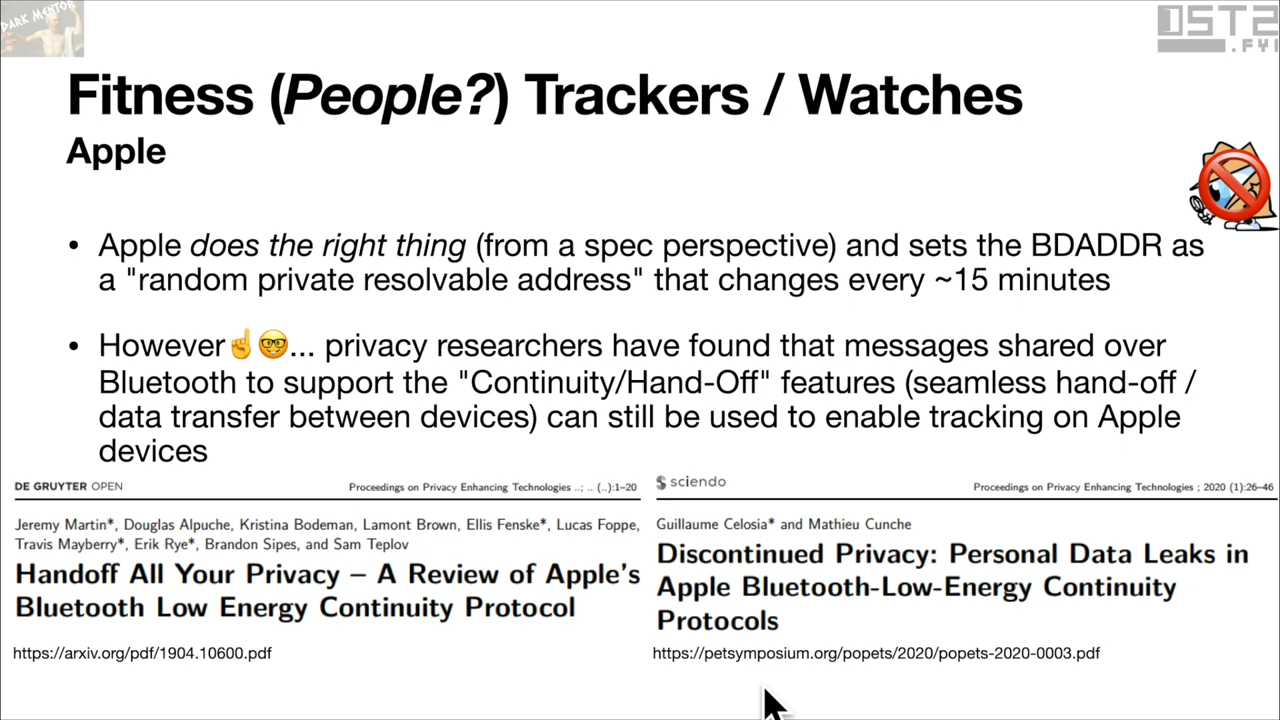 DARK MENTOR
OST2
.FYI
Fitness (People?) Trackers / Watches
Apple
• Apple does the right thing (from a spec perspective) and sets the BDADDR as
a "random private resolvable address" that changes every ~15 minutes
• However☝️🤓... privacy researchers have found that messages shared over
Bluetooth to support the "Continuity/Hand-Off" features (seamless hand-off /
data transfer between devices) can still be used to enable tracking on Apple
devices
DE GRUYTER OPEN
Proceedings on Privacy Enhancing Technologies ..; .. (..):1–20
Jeremy Martin*, Douglas Alpuche, Kristina Bodeman, Lamont Brown, Ellis Fenske*, Lucas Foppe,
Travis Mayberry*, Erik Rye*, Brandon Sipes, and Sam Teplov
Handoff All Your Privacy – A Review of Apple's
Bluetooth Low Energy Continuity Protocol
https://arxiv.org/pdf/1904.10600.pdf
sciendo
Proceedings on Privacy Enhancing Technologies ; 2020 (1):26–46
Guillaume Celosia* and Mathieu Cunche
Discontinued Privacy: Personal Data Leaks in
Apple Bluetooth-Low-Energy Continuity
Protocols
https://petsymposium.org/popets/2020/popets-2020-0003.pdf